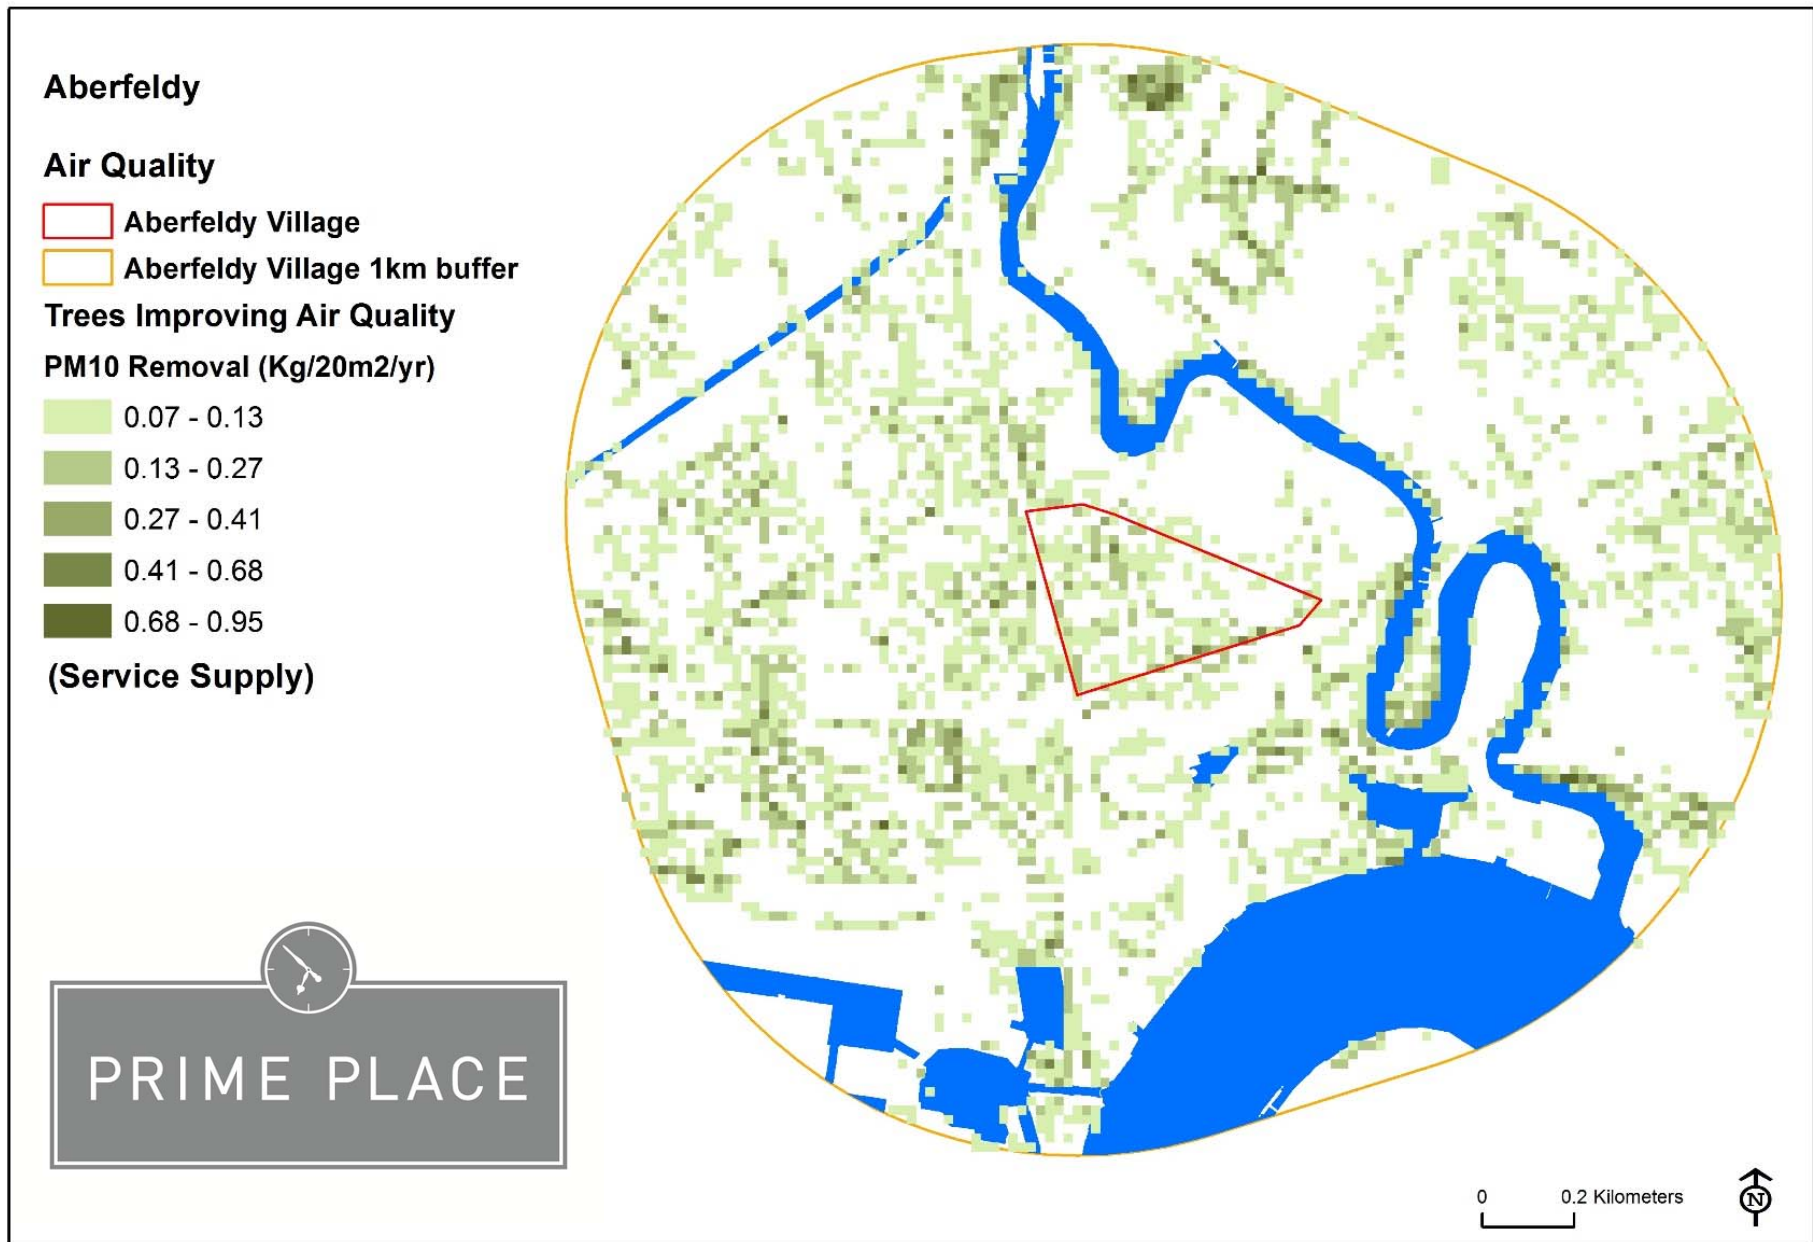 Aberfeldy
Air Quality
Aberfeldy Village
Aberfeldy Village 1km buffer
Trees Improving Air Quality
PM10 Removal (Kg/20m2/yr)
0.07 - 0.13
0.13 - 0.27
0.27 - 0.41
0.41 - 0.68
0.68 - 0.95
(Service Supply)
PRIME PLACE
0 0.2 Kilometers
N